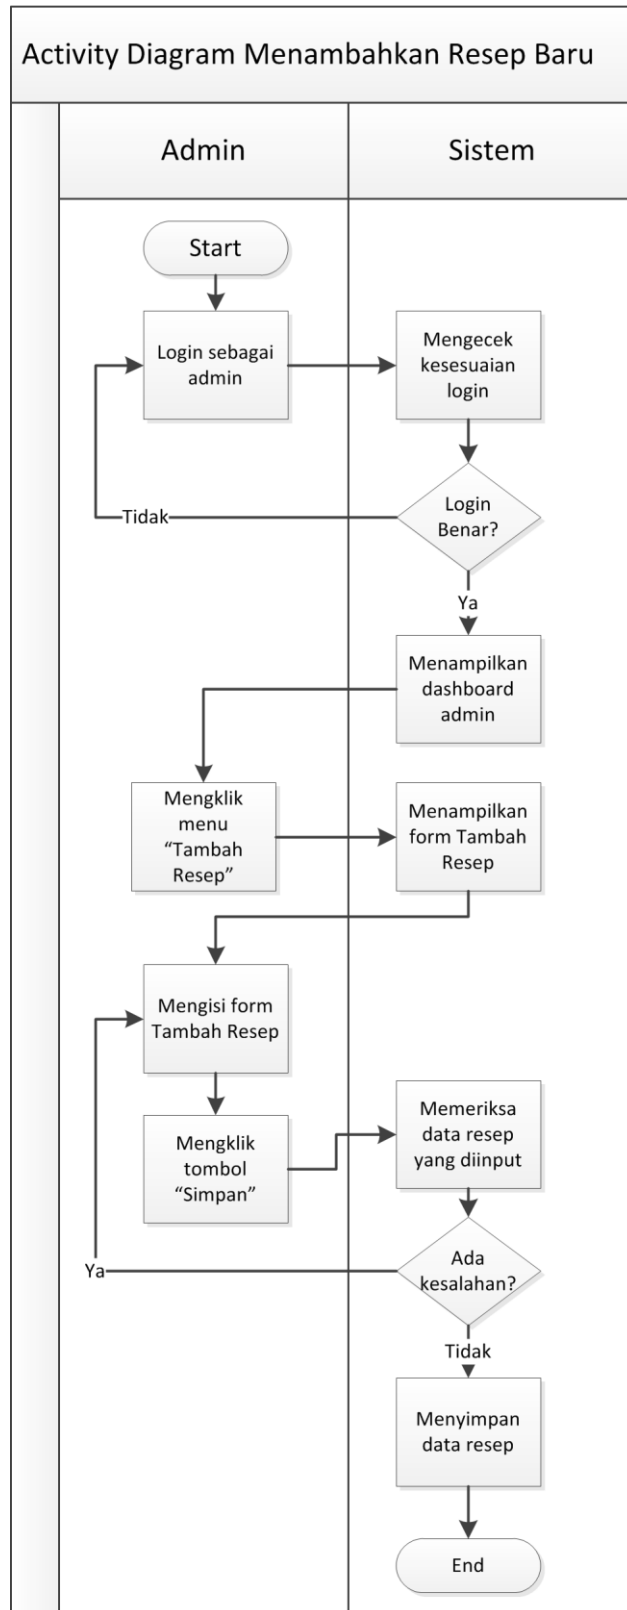 Activity Diagram Menambahkan Resep Baru
Admin
Sistem
Start
Login sebagai
admin
Mengecek
kesesuaian
login
Login
Benar?
Tidak
Ya
Menampilkan
dashboard
admin
Mengklik
menu
“Tambah
Resep”
Menampilkan
form Tambah
Resep
Mengisi form
Tambah Resep
Mengklik
tombol
“Simpan”
Memeriksa
data resep
yang diinput
Ada
kesalahan?
Ya
Tidak
Menyimpan
data resep
End